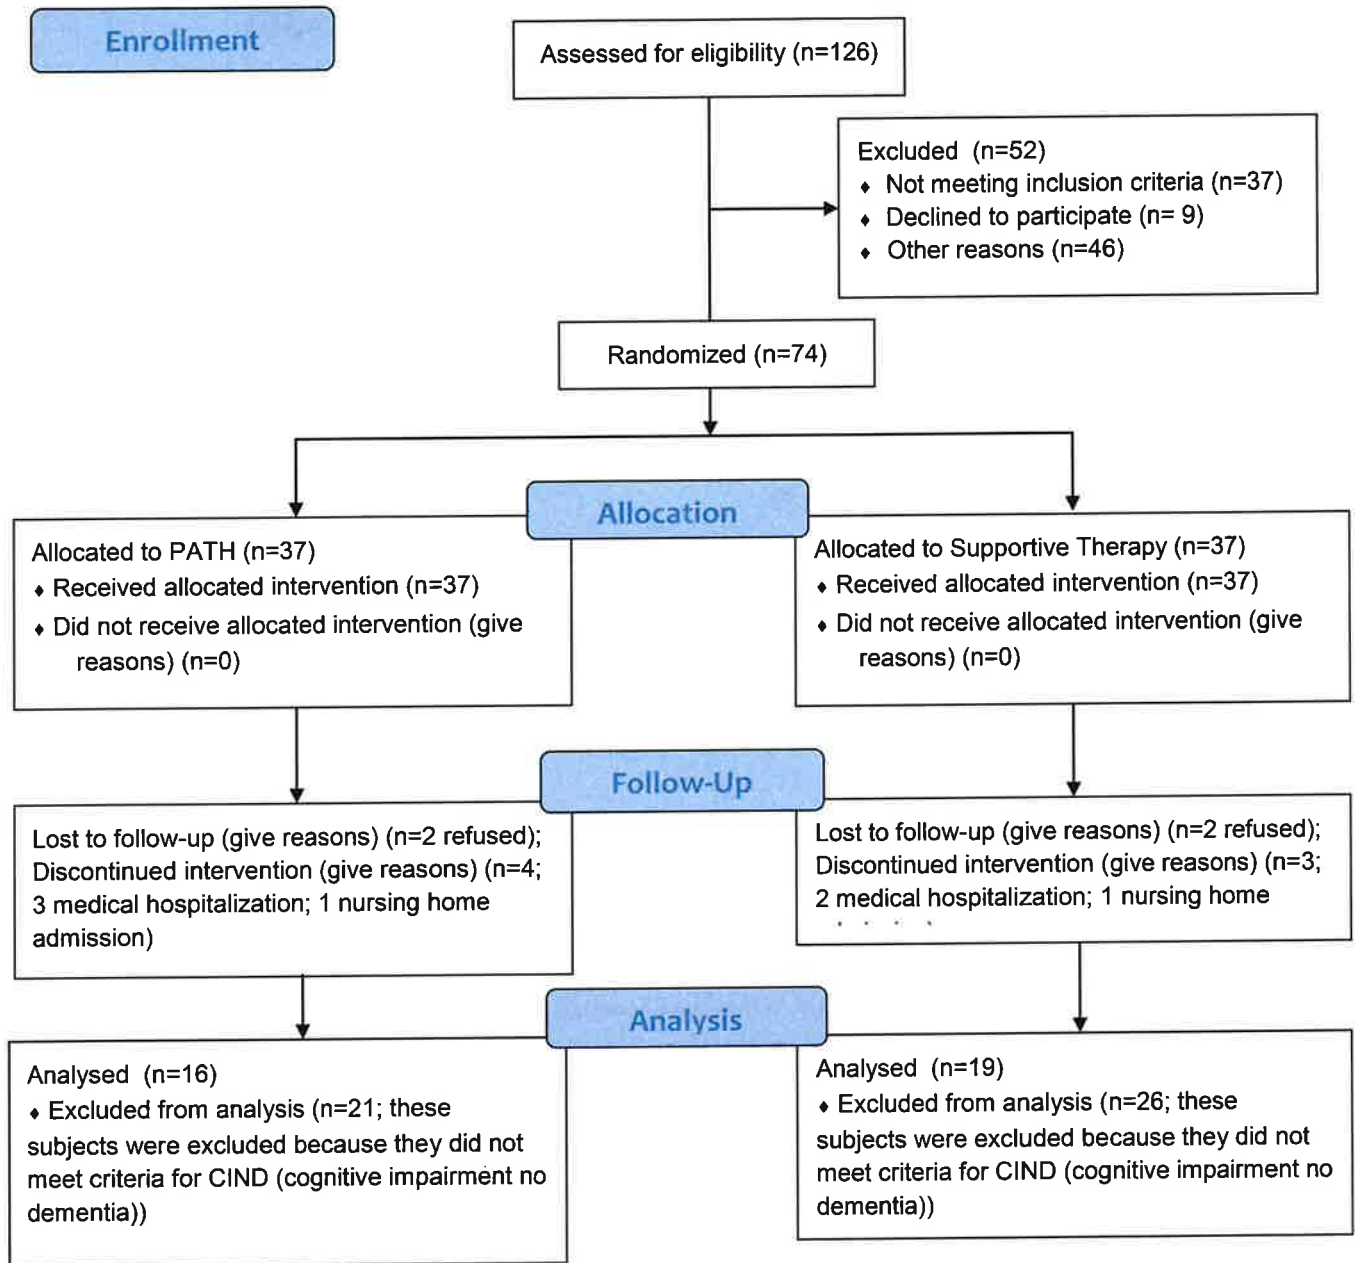 Enrollment
Assessed for eligibility (n=126)
Excluded (n=52)
♦ Not meeting inclusion criteria (n=37)
♦ Declined to participate (n= 9)
♦ Other reasons (n=46)
Randomized (n=74)
Allocation
Allocated to PATH (n=37)
♦ Received allocated intervention (n=37)
♦ Did not receive allocated intervention (give
reasons) (n=0)
Allocated to Supportive Therapy (n=37)
♦ Received allocated intervention (n=37)
♦ Did not receive allocated intervention (give
reasons) (n=0)
Follow-Up
Lost to follow-up (give reasons) (n=2 refused);
Discontinued intervention (give reasons) (n=4;
3 medical hospitalization; 1 nursing home
admission)
Lost to follow-up (give reasons) (n=2 refused);
Discontinued intervention (give reasons) (n=3;
2 medical hospitalization; 1 nursing home
Analysis
Analysed (n=16)
♦ Excluded from analysis (n=21; these
subjects were excluded because they did not
meet criteria for CIND (cognitive impairment no
dementia))
Analysed (n=19)
♦ Excluded from analysis (n=26; these
subjects were excluded because they did not
meet criteria for CIND (cognitive impairment no
dementia))